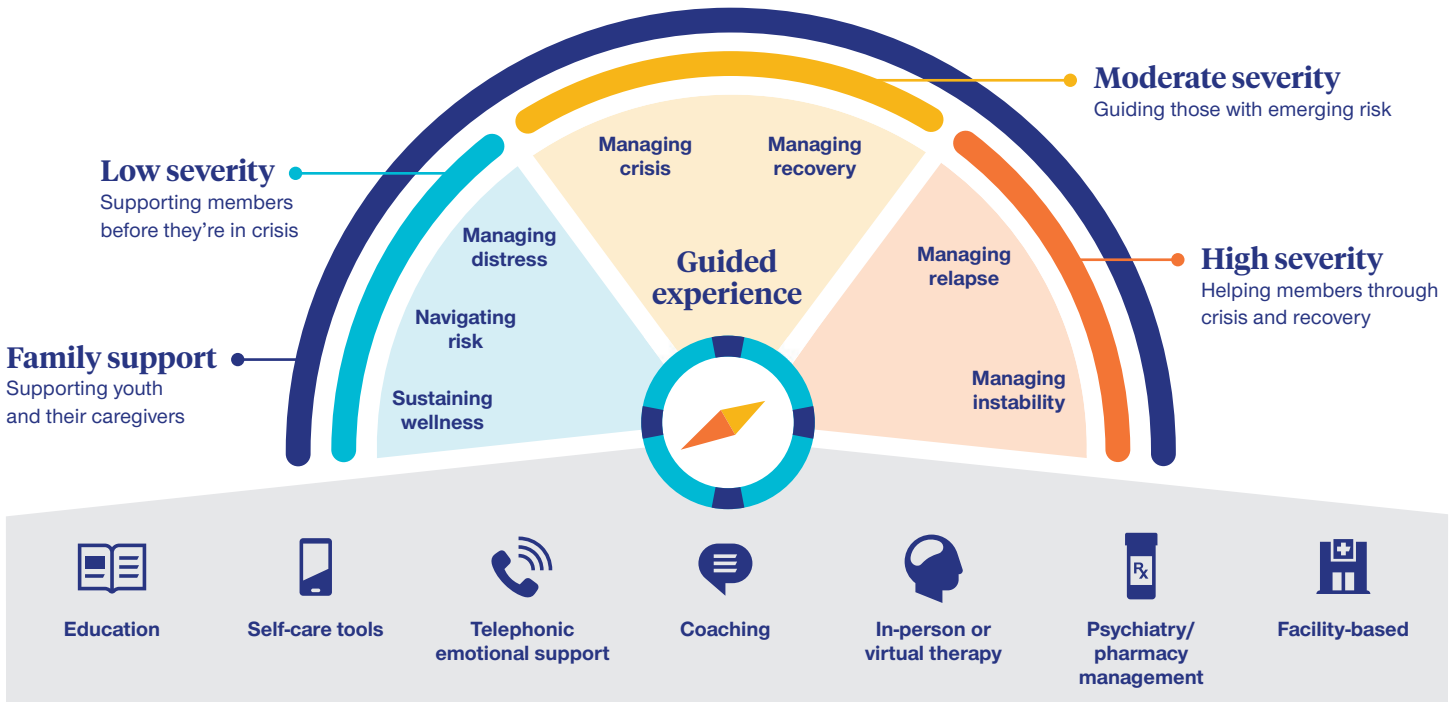 Moderate severity
Guiding those with emerging risk
Low severity
Supporting members
before they're in crisis
High severity
Helping members through
crisis and recovery
Family support
Supporting youth
and their caregivers
Managing
crisis
Managing
recovery
Managing
distress
Navigating
risk
Sustaining
wellness
Guided
experience
Managing
relapse
Managing
instability
Education
Self-care tools
Telephonic
emotional support
Coaching
In-person or
virtual therapy
Rx
Psychiatry/
pharmacy
management
Facility-based